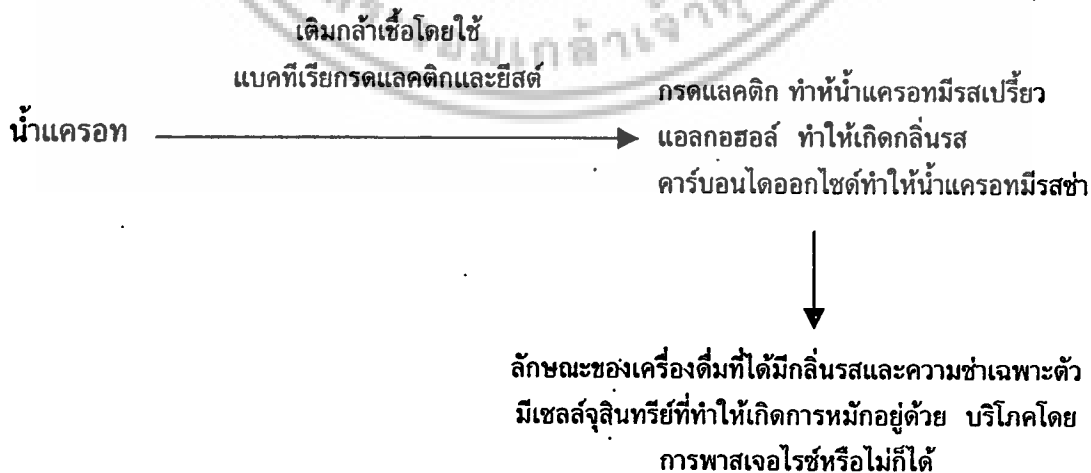 เติมกล้าเชื้อโดยใช้
แบคทีเรียกรดแลคติกและยีสต์
น้ำแครอท
กรดแลคติก ทำห้น้ำแครอทมีรสเปรี้ยว
แอลกอฮอล์ ทำให้เกิดกลิ่นรส
คาร์บอนไดออกไซด์ทำให้น้ำแครอทมีรสซ่า
ลักษณะของเครื่องดื่มที่ได้มีกลิ่นรสและความซ่าเฉพาะตัว
มีเซลล์จุลินทรีย์ที่ทำให้เกิดการหมักอยู่ด้วย บริโภคโดย
การพาสเจอไรซ์หรือไม่ก็ได้